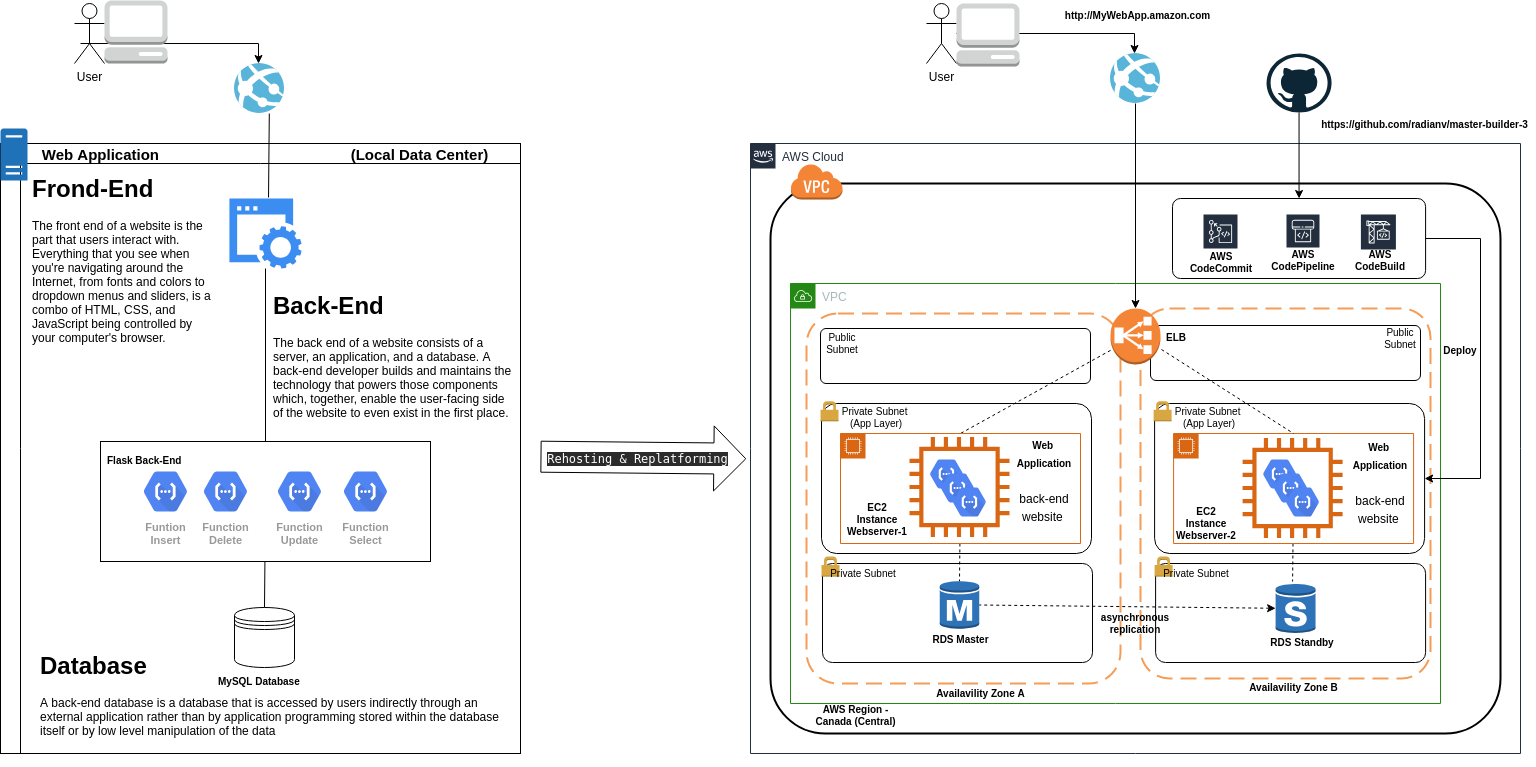 User
Web Application
(Local Data Center)
Frond-End
The front end of a website is the
part that users interact with.
Everything that you see when
you're navigating around the
Internet, from fonts and colors to
dropdown menus and sliders, is a
combo of HTML, CSS, and
JavaScript being controlled by
your computer's browser.
Back-End
The back end of a website consists of a
server, an application, and a database. A
back-end developer builds and maintains the
technology that powers those components
which, together, enable the user-facing side
of the website to even exist in the first place.
Flask Back-End
Funtion
Insert
Function
Delete
Function
Update
Function
Select
MySQL Database
Database
A back-end database is a database that is accessed by users indirectly through an
external application rather than by application programming stored within the database
itself or by low level manipulation of the data
Rehosting & Replatforming
User
http://MyWebApp.amazon.com
https://github.com/radianv/master-builder-3
aws
AWS Cloud
VPC
AWS
CodeCommit
AWS
CodePipeline
AWS
CodeBuild
VPC
Public
Subnet
ELB
Public
Subnet
Deploy
Private Subnet
(App Layer)
Web
Application
back-end
website
EC2
Instance
Webserver-1
Private Subnet
(App Layer)
Web
Application
back-end
website
EC2
Instance
Webserver-2
Private Subnet
M
RDS Master
asynchronous
replication
Private Subnet
S
RDS Standby
Availavility Zone A
Availavility Zone B
AWS Region -
Canada (Central)